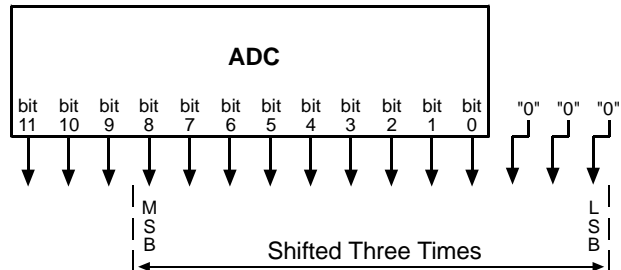 ADC
bit bit bit bit bit bit bit bit bit bit bit bit "0" "0" "0"
11 10 9 8 7 6 5 4 3 2 1 0
MSB LSB
Shifted Three Times